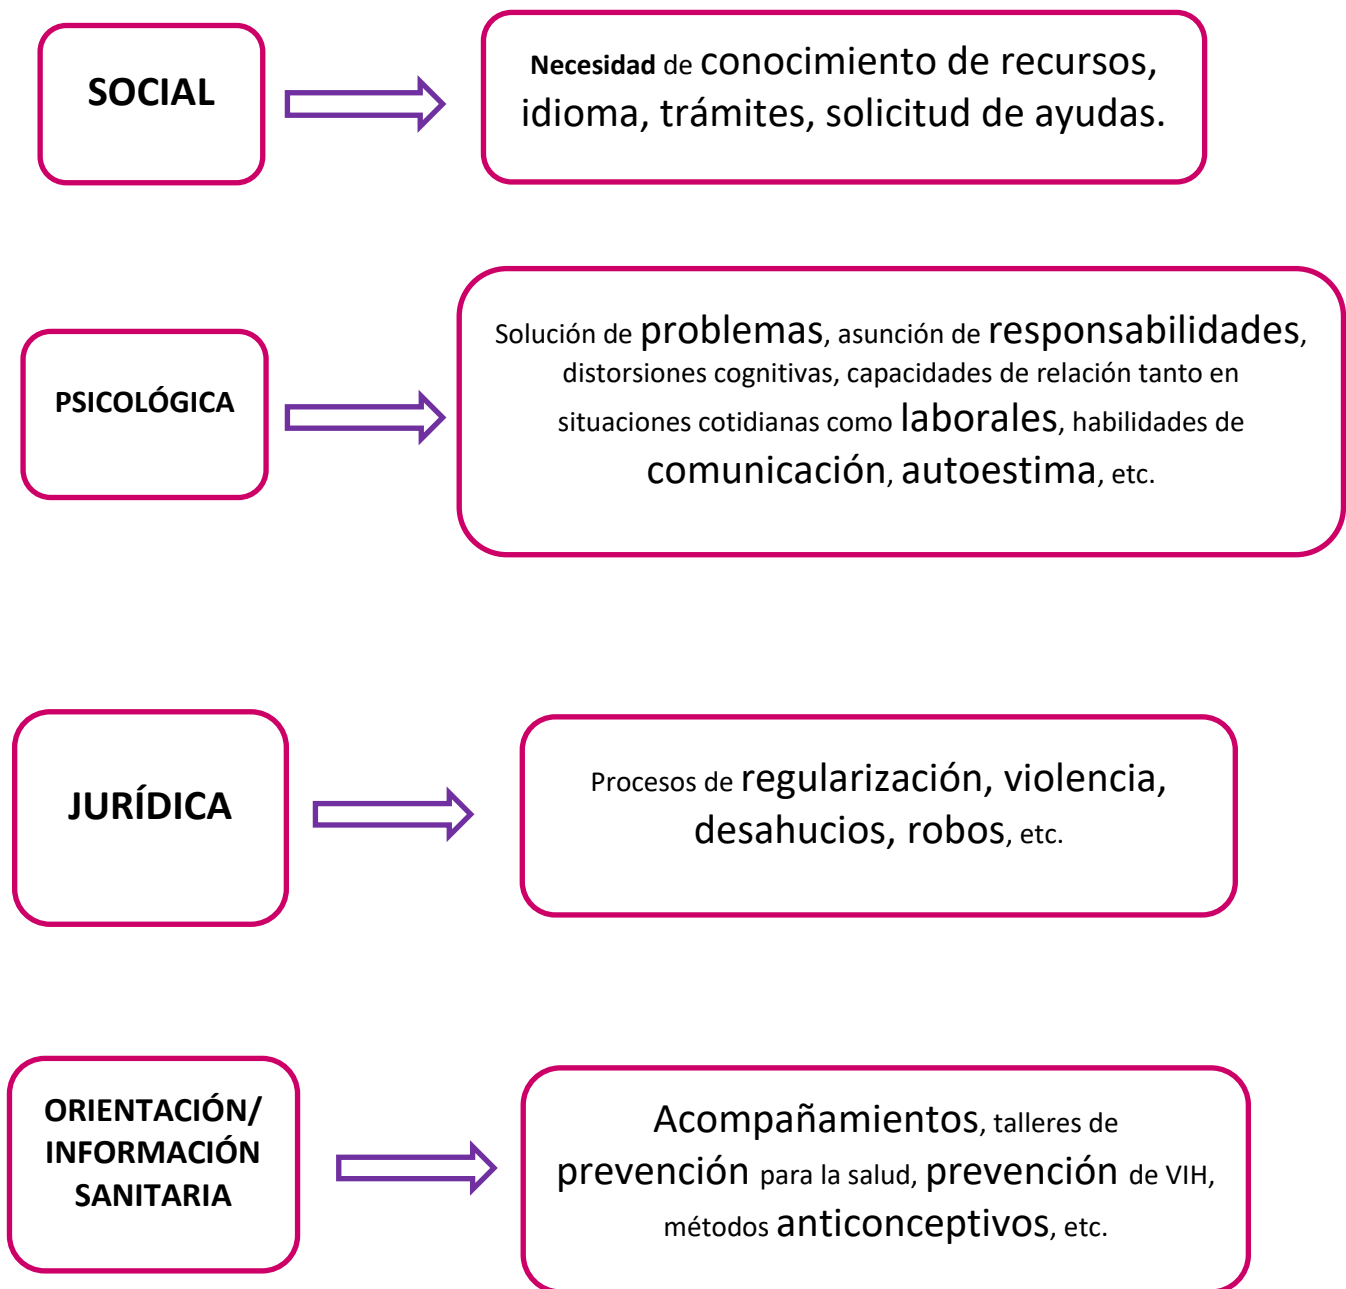 SOCIAL
Necesidad de conocimiento de recursos,
idioma, trámites, solicitud de ayudas.
PSICOLÓGICA
Solución de problemas, asunción de responsabilidades,
distorsiones cognitivas, capacidades de relación tanto en
situaciones cotidianas como laborales, habilidades de
comunicación, autoestima, etc.
JURÍDICA
Procesos de regularización, violencia,
desahucios, robos, etc.
ORIENTACIÓN/
INFORMACIÓN
SANITARIA
Acompañamientos, talleres de
prevención para la salud, prevención de VIH,
métodos anticonceptivos, etc.